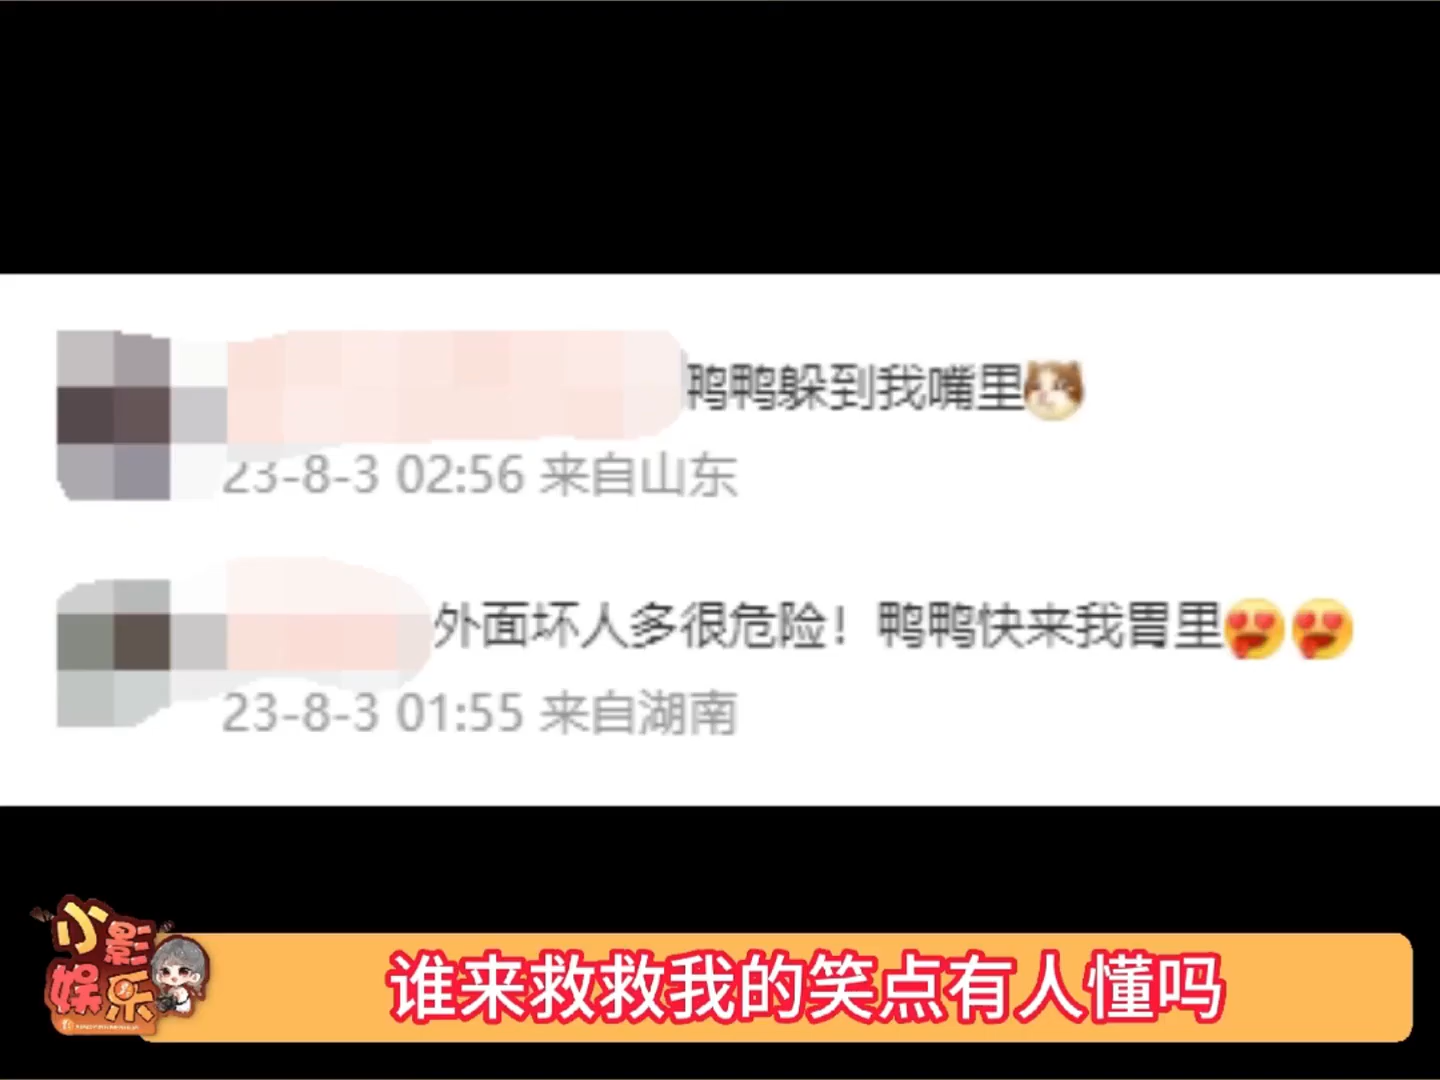 鸭鸭躲到我嘴里
23-8-3 02:56 来自山东
外面坏人多很危险！鸭鸭快来我胃里
23-8-3 01:55 来自湖南
小影
娱乐
谁来救救我的笑点有人懂吗